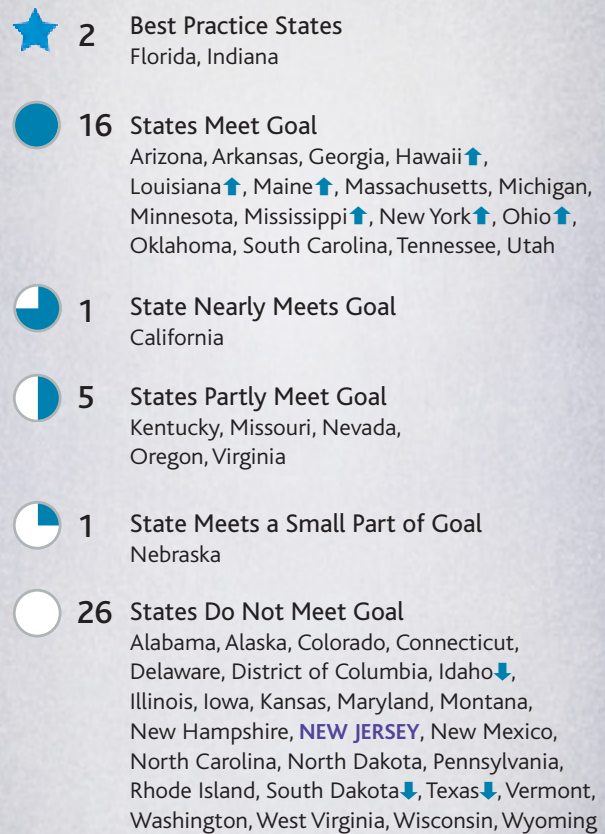 2 Best Practice States
Florida, Indiana
16 States Meet Goal
Arizona, Arkansas, Georgia, Hawaii⬆,
Louisiana⬆, Maine⬆, Massachusetts, Michigan,
Minnesota, Mississippi⬆, New York⬆, Ohio⬆,
Oklahoma, South Carolina, Tennessee, Utah
1 State Nearly Meets Goal
California
5 States Partly Meet Goal
Kentucky, Missouri, Nevada,
Oregon, Virginia
1 State Meets a Small Part of Goal
Nebraska
26 States Do Not Meet Goal
Alabama, Alaska, Colorado, Connecticut,
Delaware, District of Columbia, Idaho⬇,
Illinois, Iowa, Kansas, Maryland, Montana,
New Hampshire, NEW JERSEY, New Mexico,
North Carolina, North Dakota, Pennsylvania,
Rhode Island, South Dakota⬇, Texas⬇, Vermont,
Washington, West Virginia, Wisconsin, Wyoming